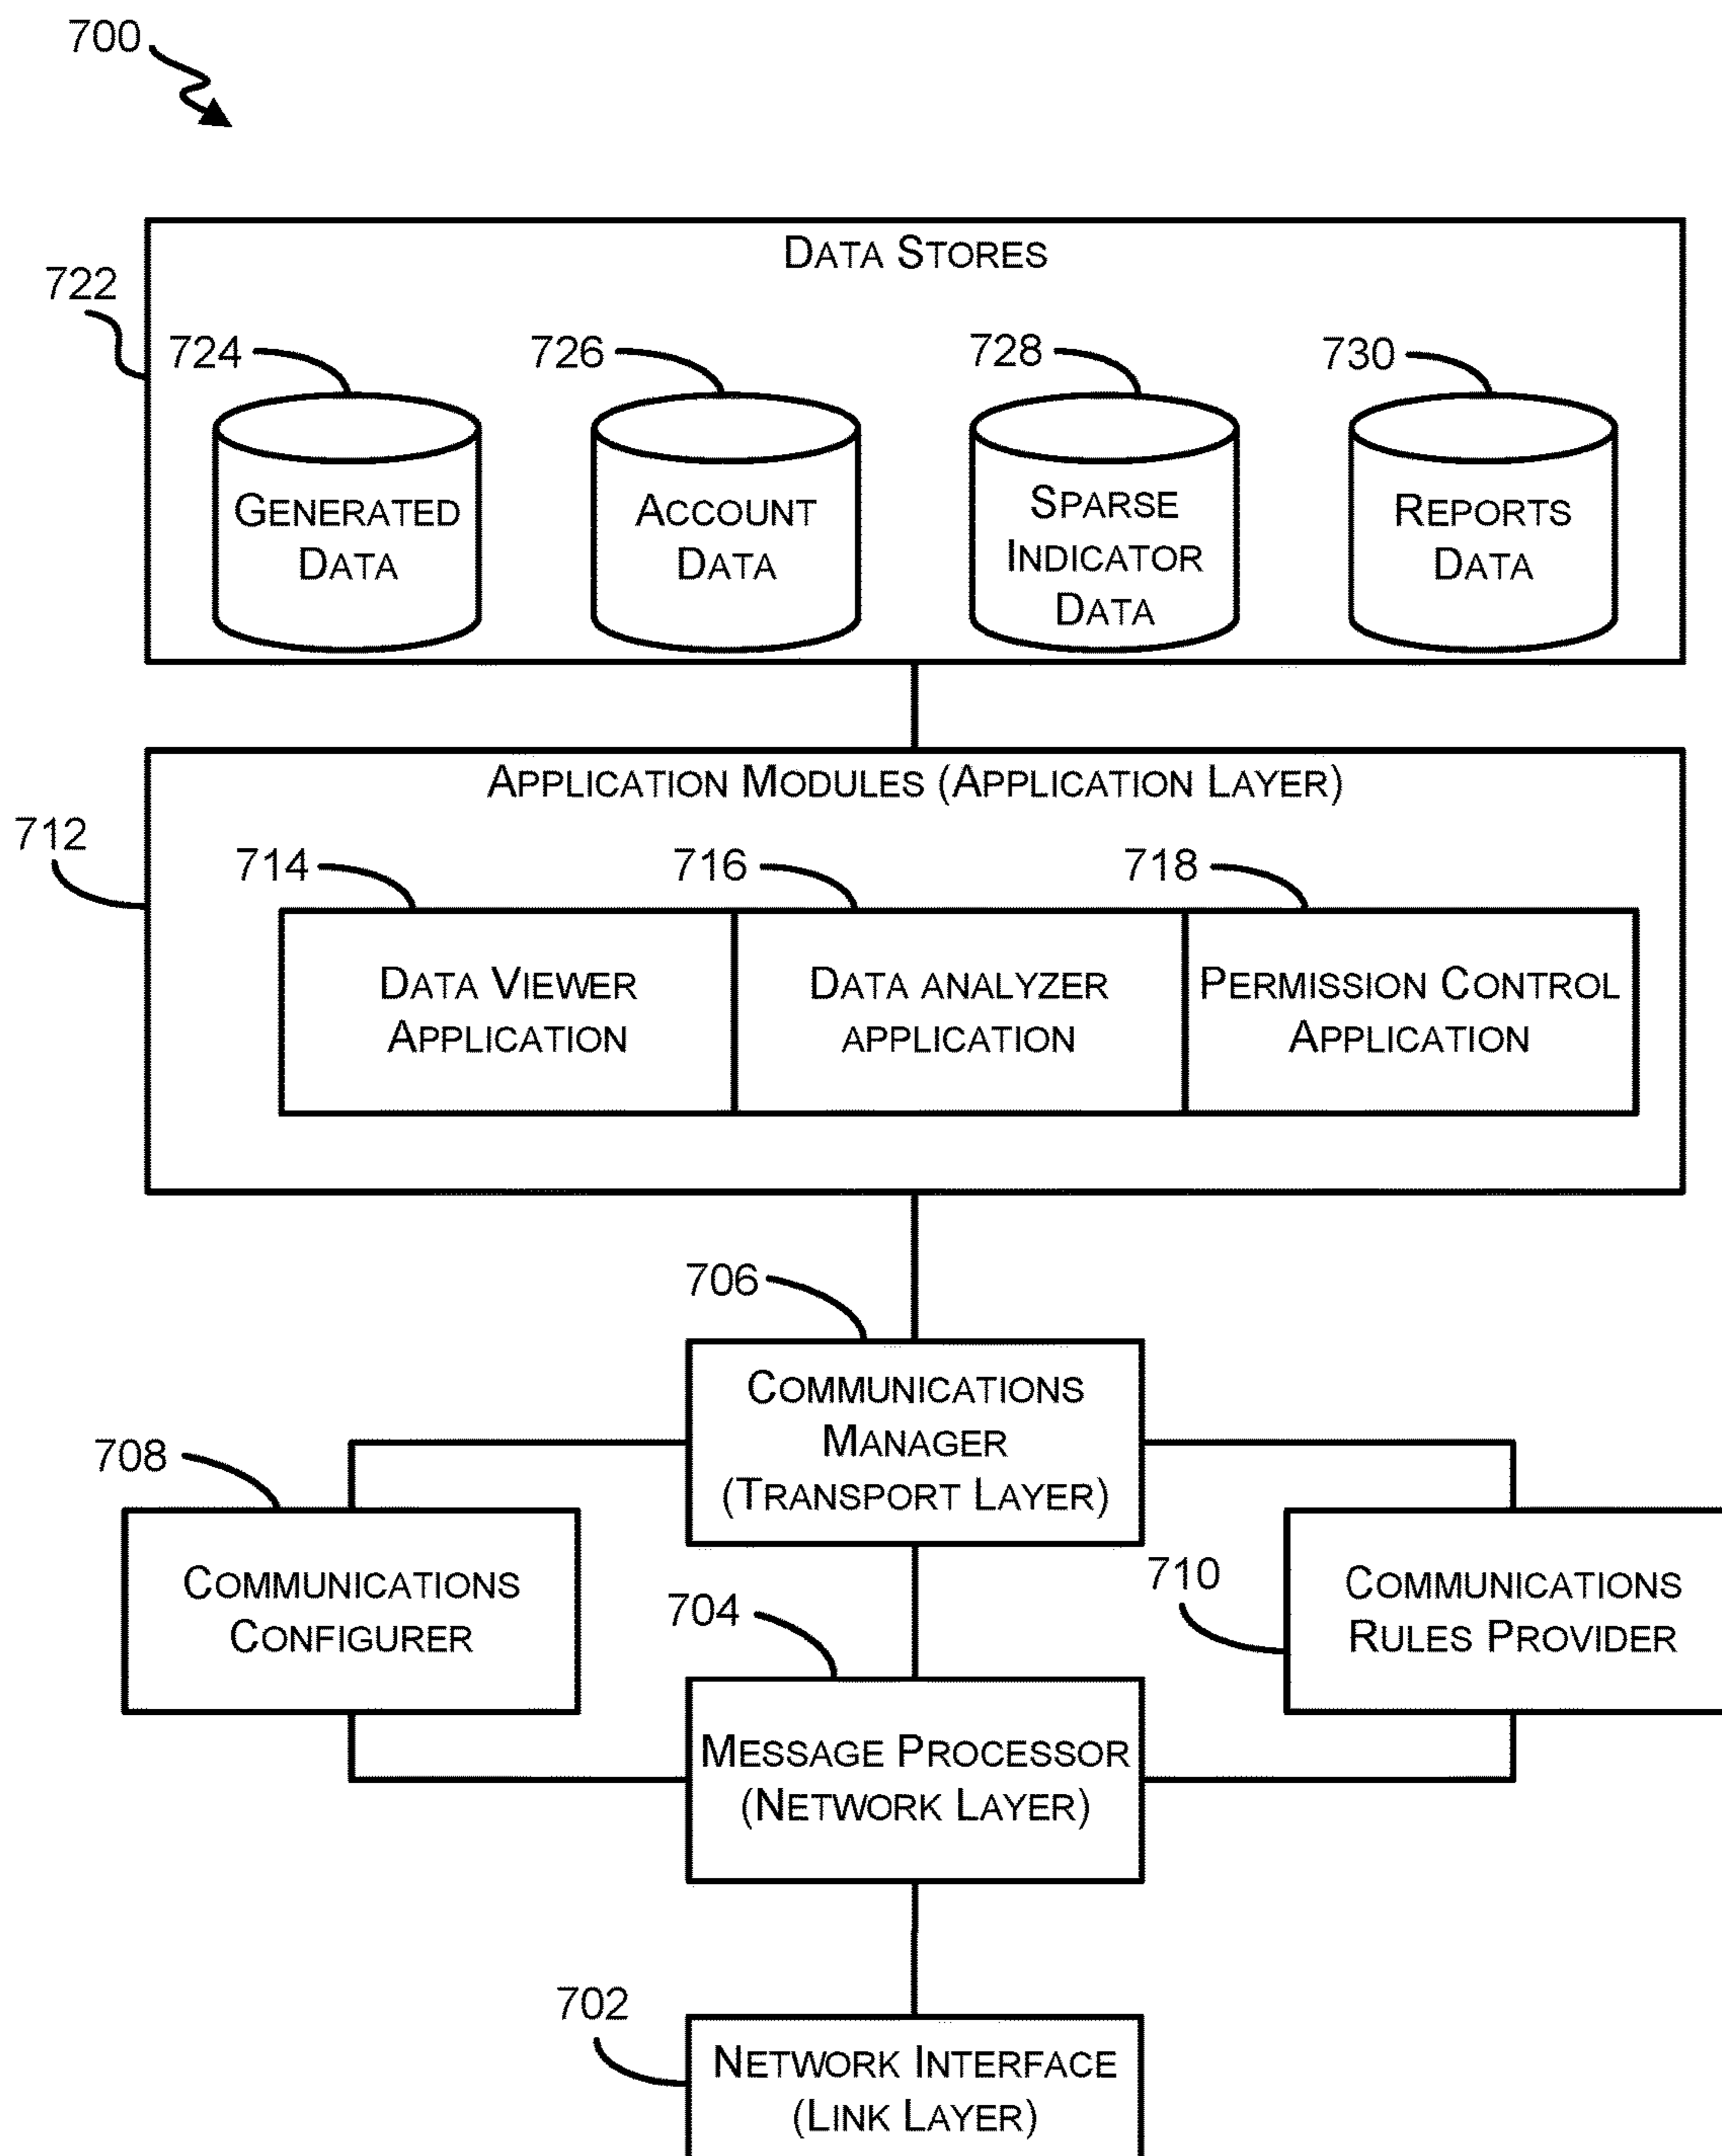 700
DATA STORES
722
724
726
728
730
GENERATED
DATA
ACCOUNT
DATA
SPARSE
INDICATOR
DATA
REPORTS
DATA
APPLICATION MODULES (APPLICATION LAYER)
712
714
716
718
DATA VIEWER
APPLICATION
DATA ANALYZER
APPLICATION
PERMISSION CONTROL
APPLICATION
706
COMMUNICATIONS
MANAGER
(TRANSPORT LAYER)
708
COMMUNICATIONS
CONFIGURER
710
COMMUNICATIONS
RULES PROVIDER
704
MESSAGE PROCESSOR
(NETWORK LAYER)
702
NETWORK INTERFACE
(LINK LAYER)